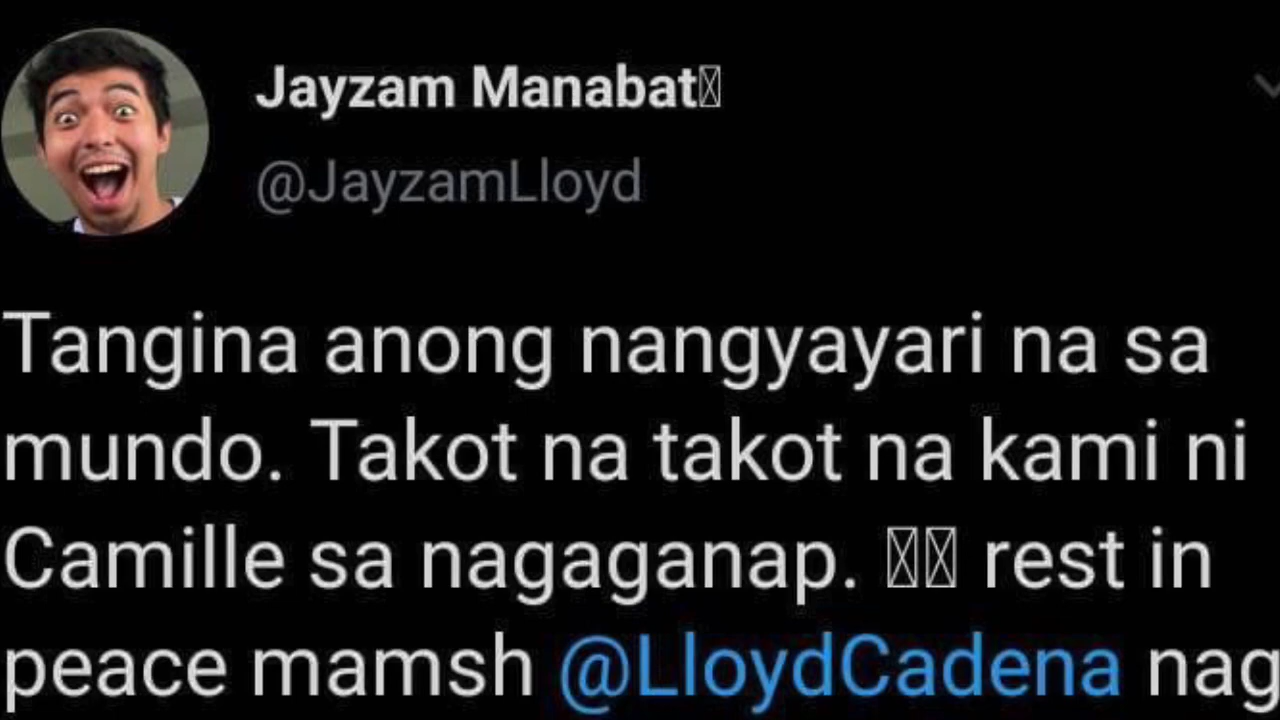 Jayzam Manabat
@JayzamLloyd
Tangina anong nangyayari na sa
mundo. Takot na takot na kami ni
Camille sa nagaganap. rest in
peace mamsh @LloydCadena nag